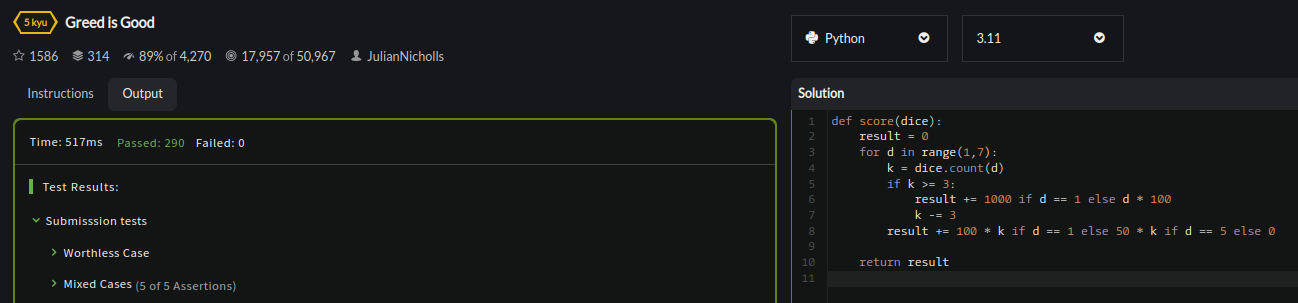 5 kyu Greed is Good
1586 314 89% of 4,270 17,957 of 50,967 JulianNicholls
Instructions Output
Time: 517ms Passed: 290 Failed: 0
Test Results:
Submisssion tests
Worthless Case
Mixed Cases (5 of 5 Assertions)
Python 3.11
Solution
1 def score(dice):
2     result = 0
3     for d in range(1,7):
4         k = dice.count(d)
5         if k >= 3:
6             result += 1000 if d == 1 else d * 100
7             k -= 3
8         result += 100 * k if d == 1 else 50 * k if d == 5 else 0
9
10     return result
11